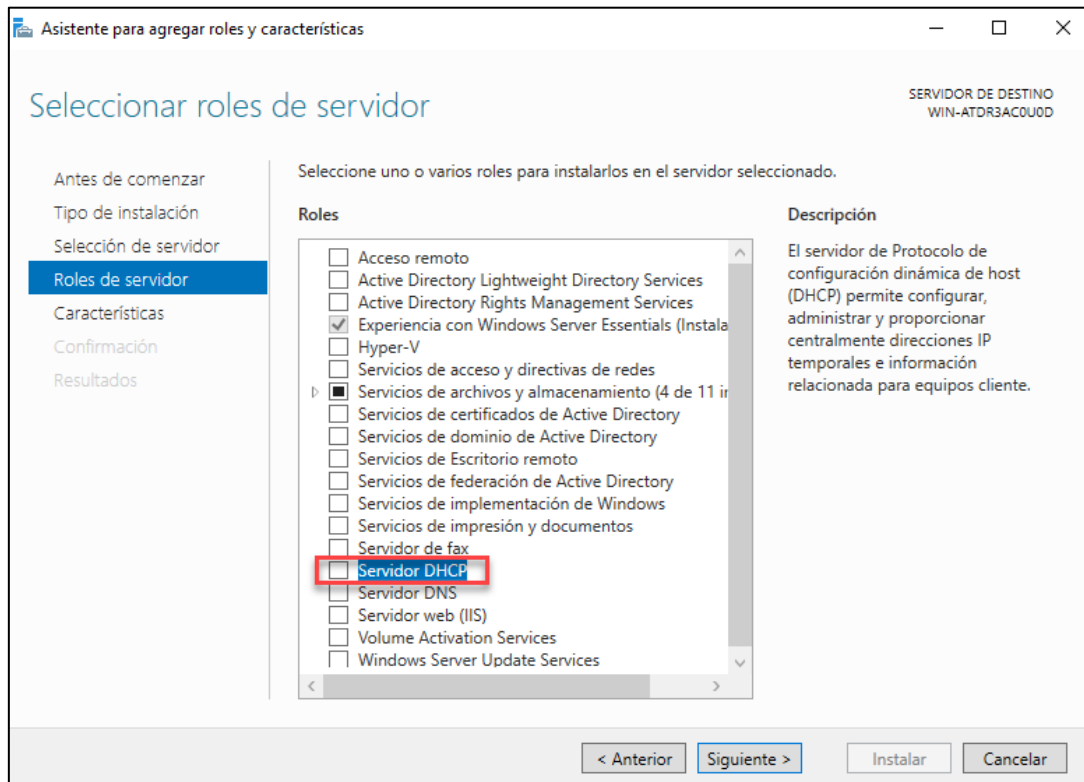 Asistente para agregar roles y características
Seleccionar roles de servidor
SERVIDOR DE DESTINO
WIN-ATDR3AC0U0D
Antes de comenzar
Tipo de instalación
Selección de servidor
Roles de servidor
Características
Confirmación
Resultados
Seleccione uno o varios roles para instalarlos en el servidor seleccionado.
Roles
Acceso remoto
Active Directory Lightweight Directory Services
Active Directory Rights Management Services
Experiencia con Windows Server Essentials (Instala
Hyper-V
Servicios de acceso y directivas de redes
Servicios de archivos y almacenamiento (4 de 11 in
Servicios de certificados de Active Directory
Servicios de dominio de Active Directory
Servicios de Escritorio remoto
Servicios de federación de Active Directory
Servicios de implementación de Windows
Servicios de impresión y documentos
Servidor de fax
Servidor DHCP
Servidor DNS
Servidor web (IIS)
Volume Activation Services
Windows Server Update Services
Descripción
El servidor de Protocolo de
configuración dinámica de host
(DHCP) permite configurar,
administrar y proporcionar
centralmente direcciones IP
temporales e información
relacionada para equipos cliente.
< Anterior
Siguiente >
Instalar
Cancelar